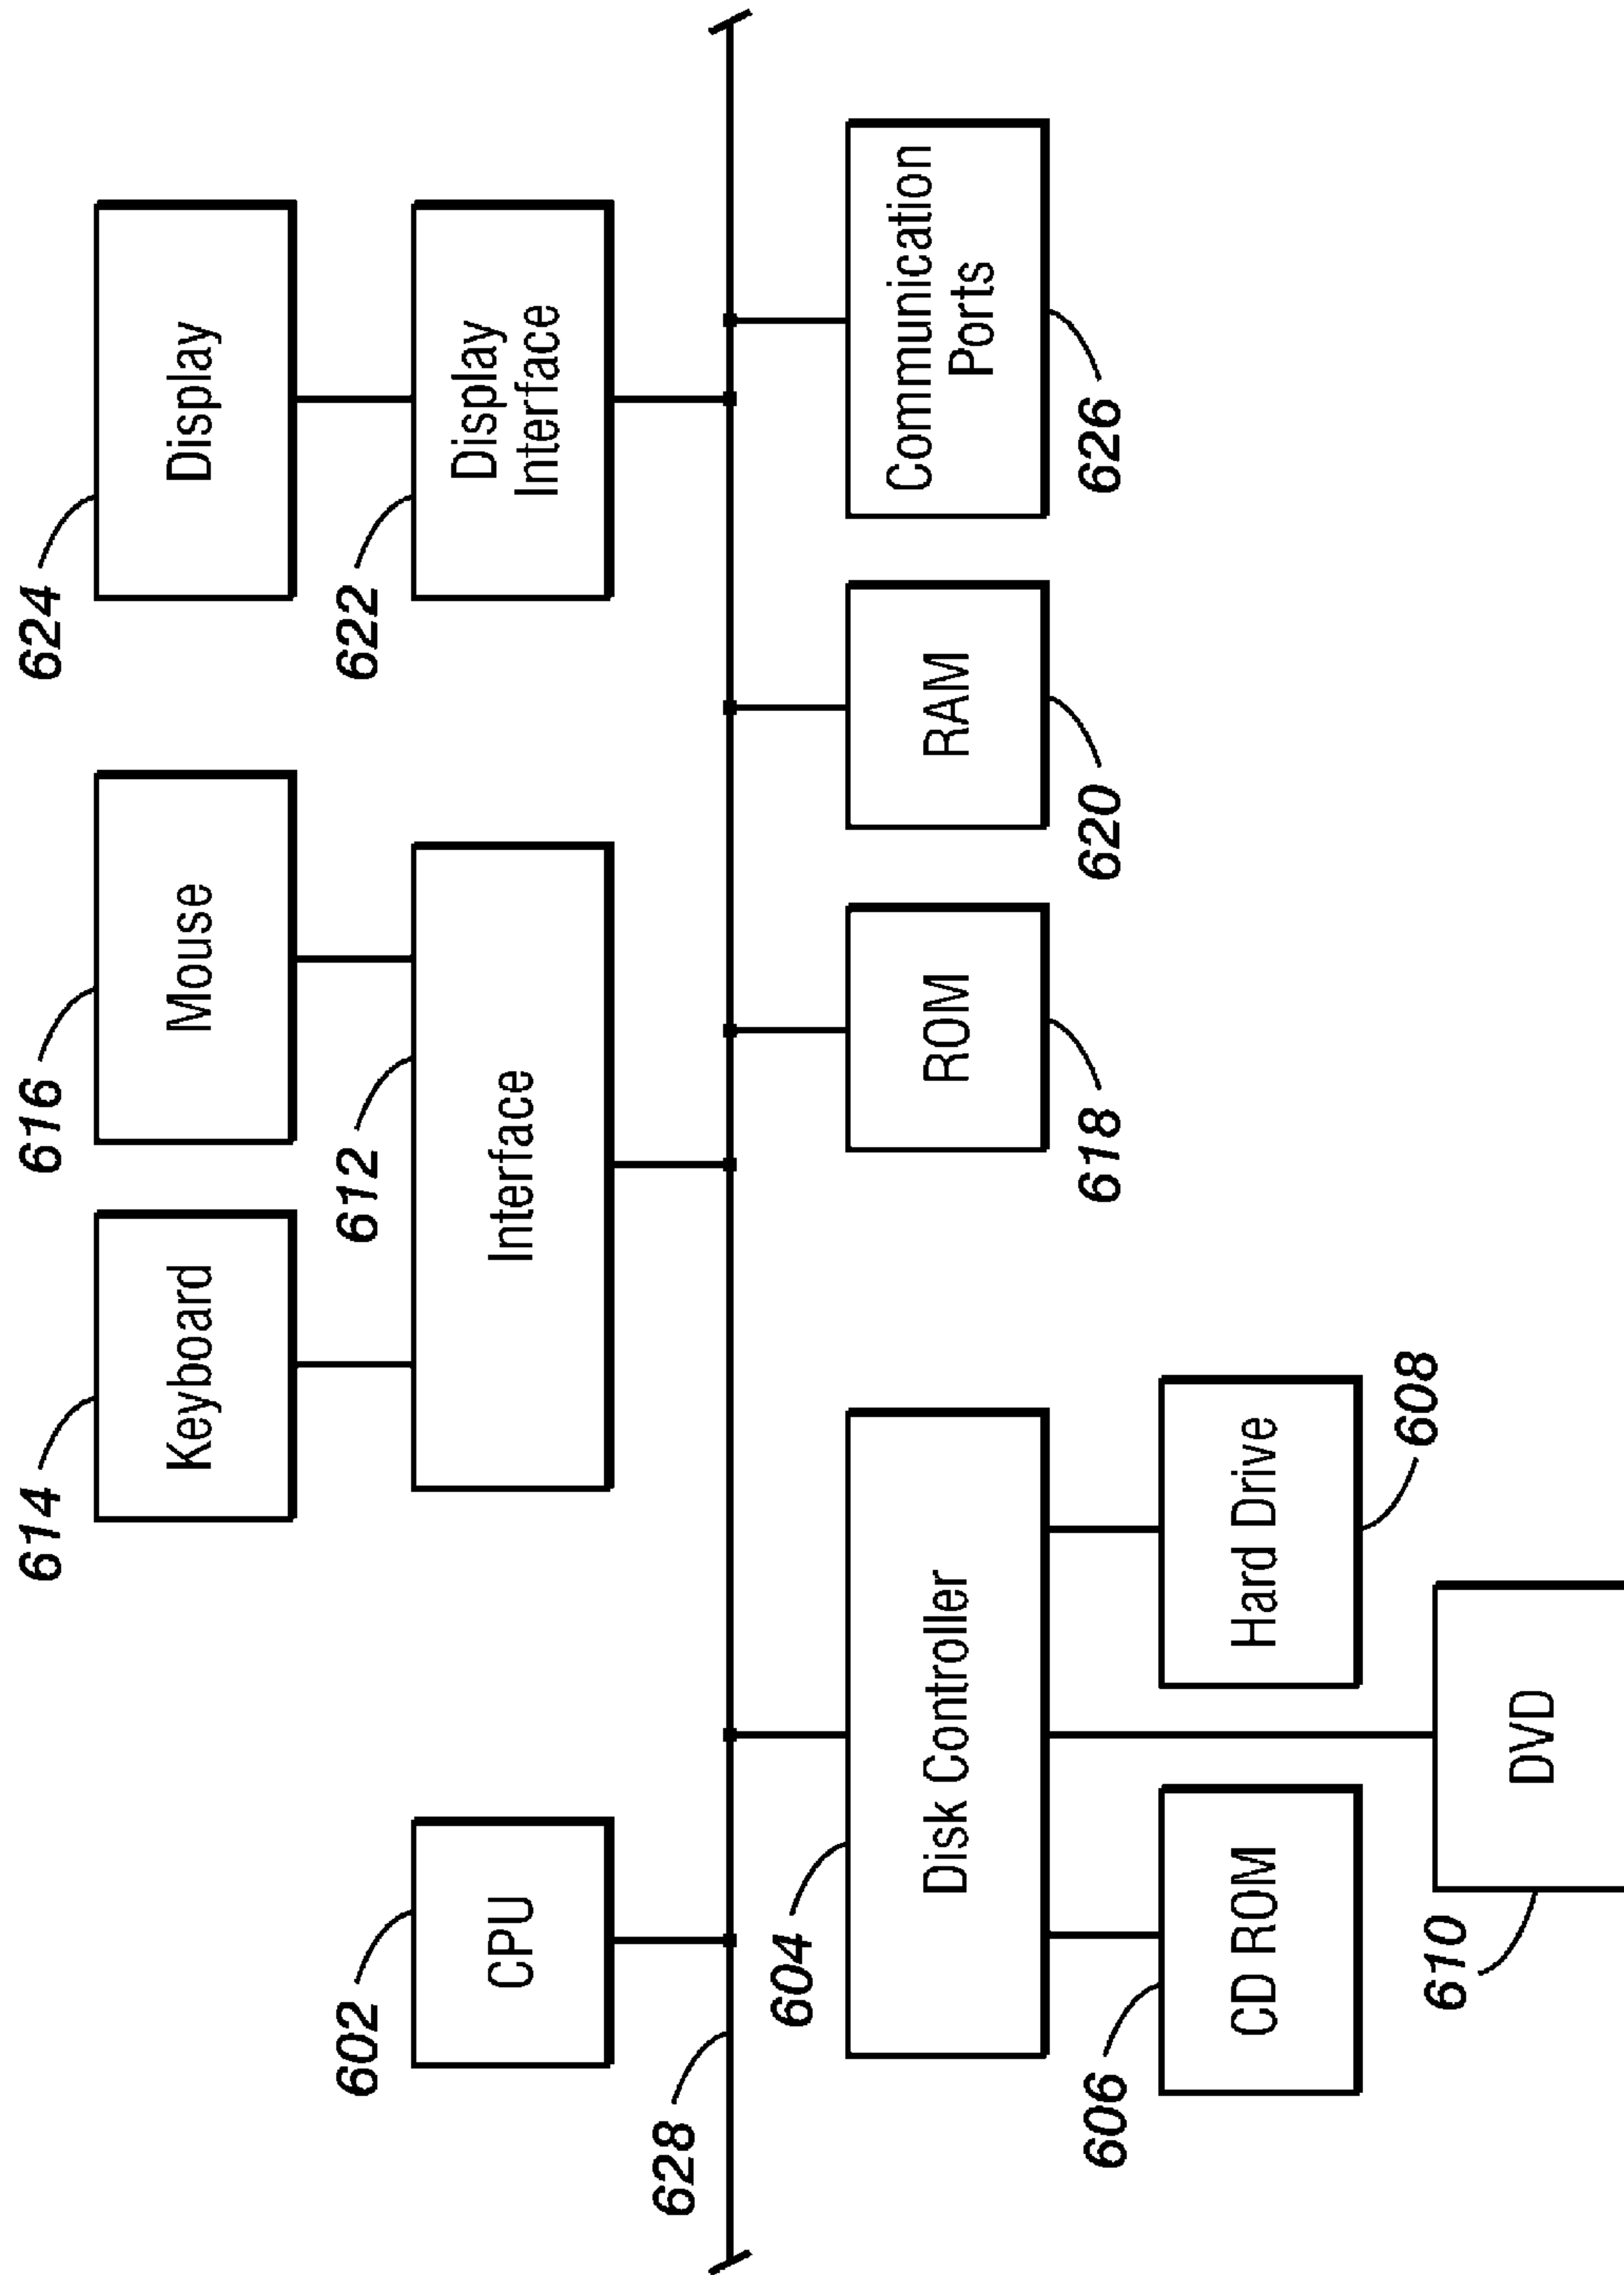 624
Display
622
Display
Interface
616
Mouse
614
Keyboard
612
Interface
602
CPU
628
604
Disk Controller
606
CD ROM
608
Hard Drive
610
DVD
618
ROM
620
RAM
626
Communication
Ports